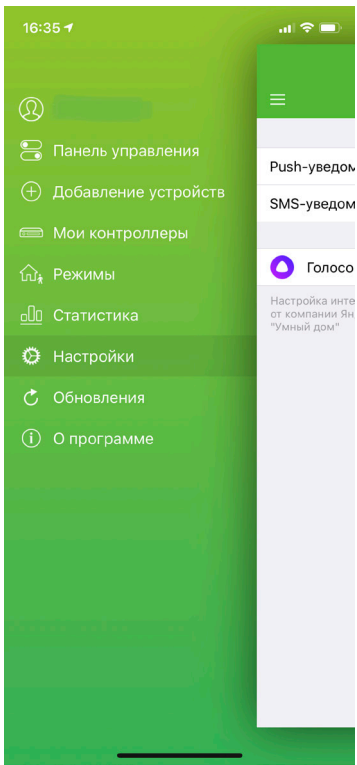 16:35
Панель управления
Добавление устройств
Мои контроллеры
Режимы
Статистика
Настройки
Обновления
О программе
Push-уведом
SMS-уведом
Голосо
Настройка инте
от компании Ян
"Умный дом"